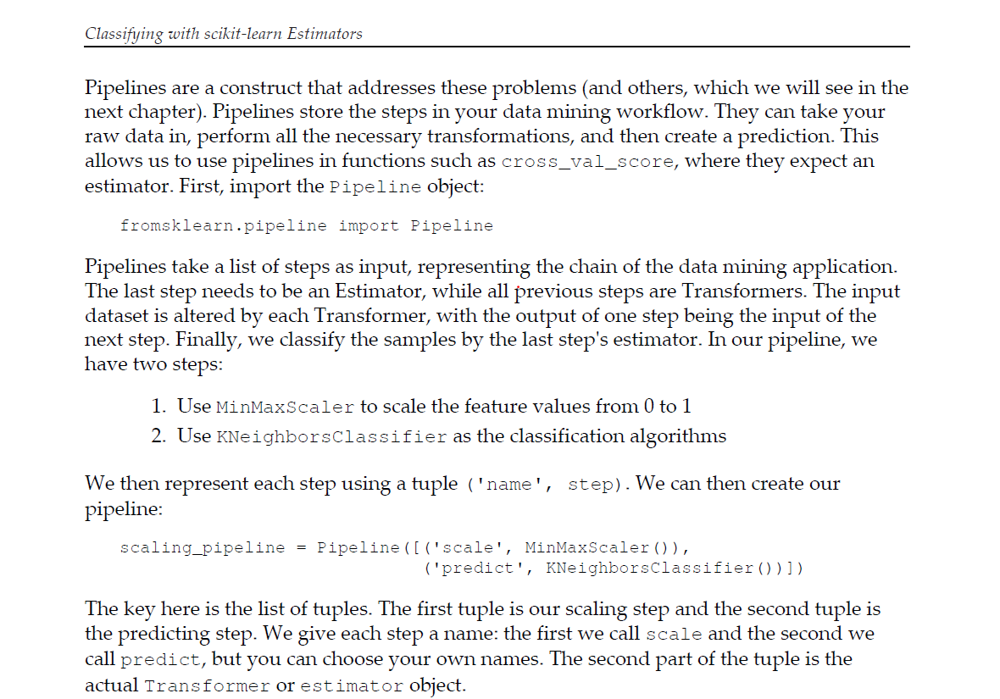 Classifying with scikit-learn Estimators
Pipelines are a construct that addresses these problems (and others, which we will see in the
next chapter). Pipelines store the steps in your data mining workflow. They can take your
raw data in, perform all the necessary transformations, and then create a prediction. This
allows us to use pipelines in functions such as cross_val_score, where they expect an
estimator. First, import the Pipeline object:
fromsklearn.pipeline import Pipeline
Pipelines take a list of steps as input, representing the chain of the data mining application.
The last step needs to be an Estimator, while all previous steps are Transformers. The input
dataset is altered by each Transformer, with the output of one step being the input of the
next step. Finally, we classify the samples by the last step's estimator. In our pipeline, we
have two steps:
1. Use MinMaxScaler to scale the feature values from 0 to 1
2. Use KNeighborsClassifier as the classification algorithms
We then represent each step using a tuple ('name', step). We can then create our
pipeline:
scaling_pipeline = Pipeline([('scale', MinMaxScaler()),
('predict', KNeighborsClassifier())])
The key here is the list of tuples. The first tuple is our scaling step and the second tuple is
the predicting step. We give each step a name: the first we call scale and the second we
call predict, but you can choose your own names. The second part of the tuple is the
actual Transformer or estimator object.